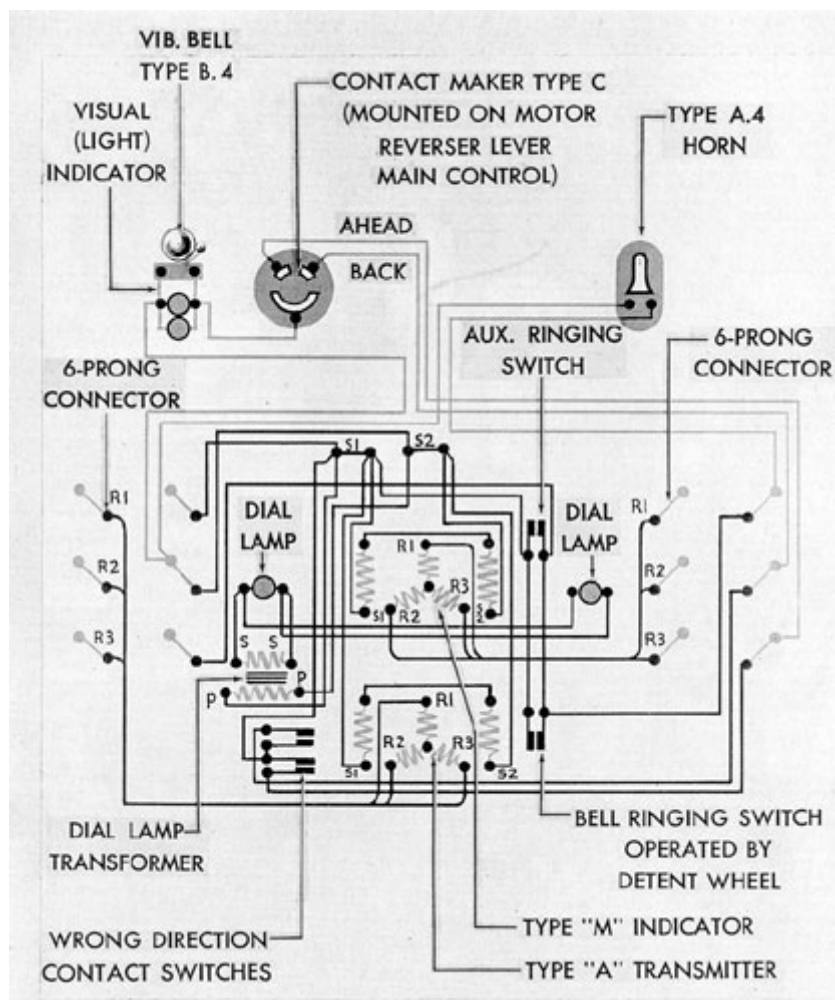 VIB. BELL
TYPE B.4
VISUAL
(LIGHT)
INDICATOR
CONTACT MAKER TYPE C
(MOUNTED ON MOTOR
REVERSER LEVER
MAIN CONTROL)
TYPE A.4
HORN
AHEAD
BACK
AUX. RINGING
SWITCH
6-PRONG
CONNECTOR
6-PRONG
CONNECTOR
S1
S2
R1
R2
R3
DIAL
LAMP
R1
R3
R2
S1
S2
DIAL
LAMP
R1
R2
R3
S
S
P
P
R1
R2
R3
S1
S2
DIAL LAMP
TRANSFORMER
BELL RINGING SWITCH
OPERATED BY
DETENT WHEEL
WRONG DIRECTION
CONTACT SWITCHES
TYPE "M" INDICATOR
TYPE "A" TRANSMITTER